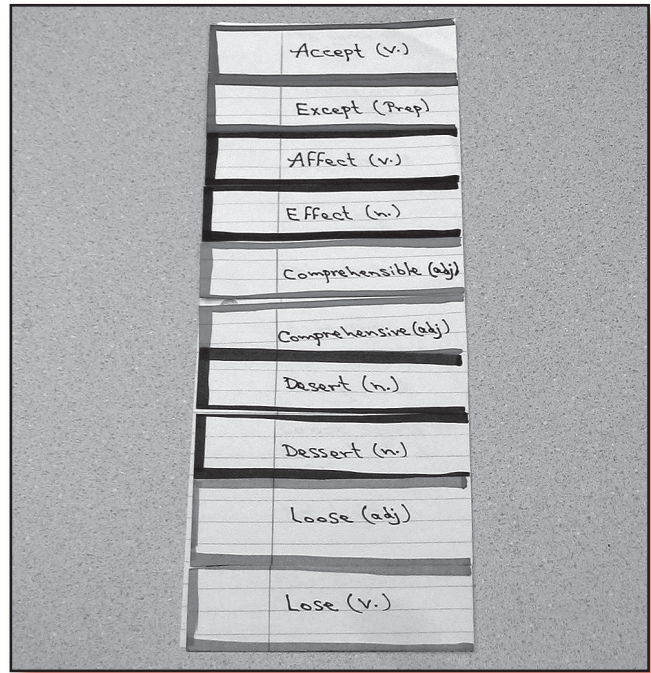 Accept (v.)
Except (Prep)
Affect (v.)
Effect (n.)
Comprehensible (adj)
Comprehensive (adj)
Desert (n.)
Dessert (n.)
Loose (adj)
Lose (v.)